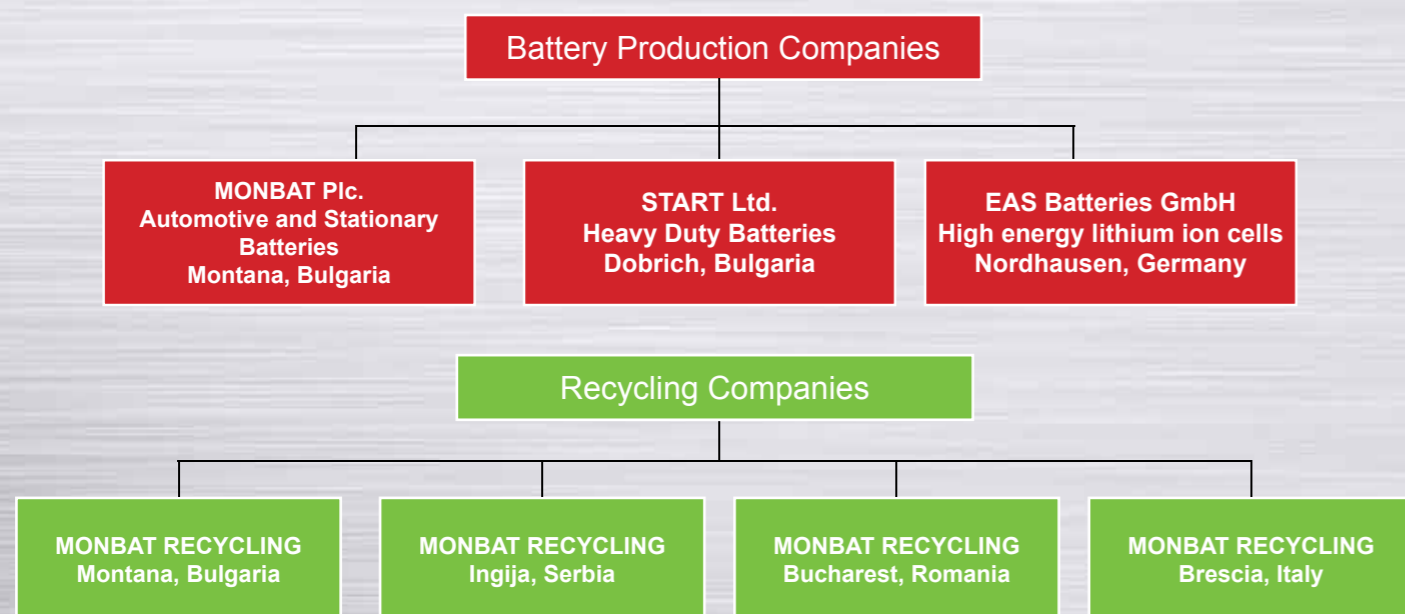 Battery Production Companies
MONBAT Plc.
Automotive and Stationary
Batteries
Montana, Bulgaria
START Ltd.
Heavy Duty Batteries
Dobrich, Bulgaria
EAS Batteries GmbH
High energy lithium ion cells
Nordhausen, Germany
Recycling Companies
MONBAT RECYCLING
Montana, Bulgaria
MONBAT RECYCLING
Ingija, Serbia
MONBAT RECYCLING
Bucharest, Romania
MONBAT RECYCLING
Brescia, Italy